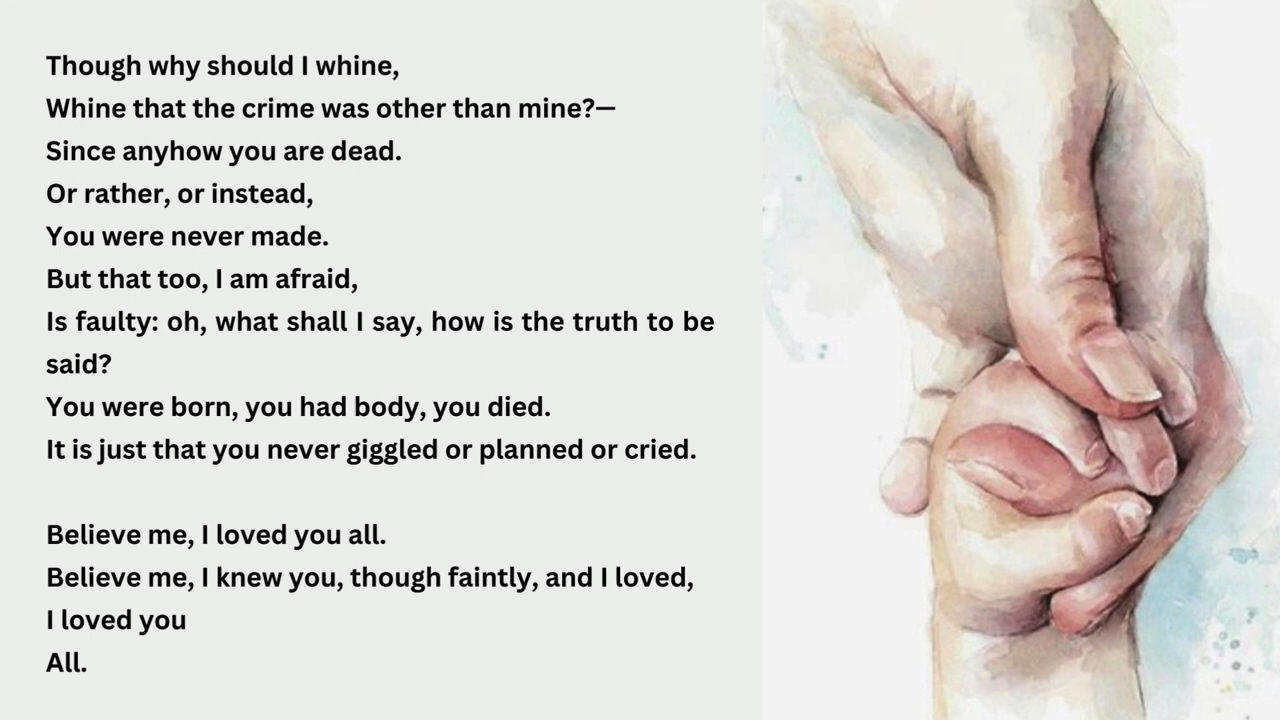 Though why should I whine,
Whine that the crime was other than mine?—
Since anyhow you are dead.
Or rather, or instead,
You were never made.
But that too, I am afraid,
Is faulty: oh, what shall I say, how is the truth to be
said?
You were born, you had body, you died.
It is just that you never giggled or planned or cried.

Believe me, I loved you all.
Believe me, I knew you, though faintly, and I loved,
I loved you
All.